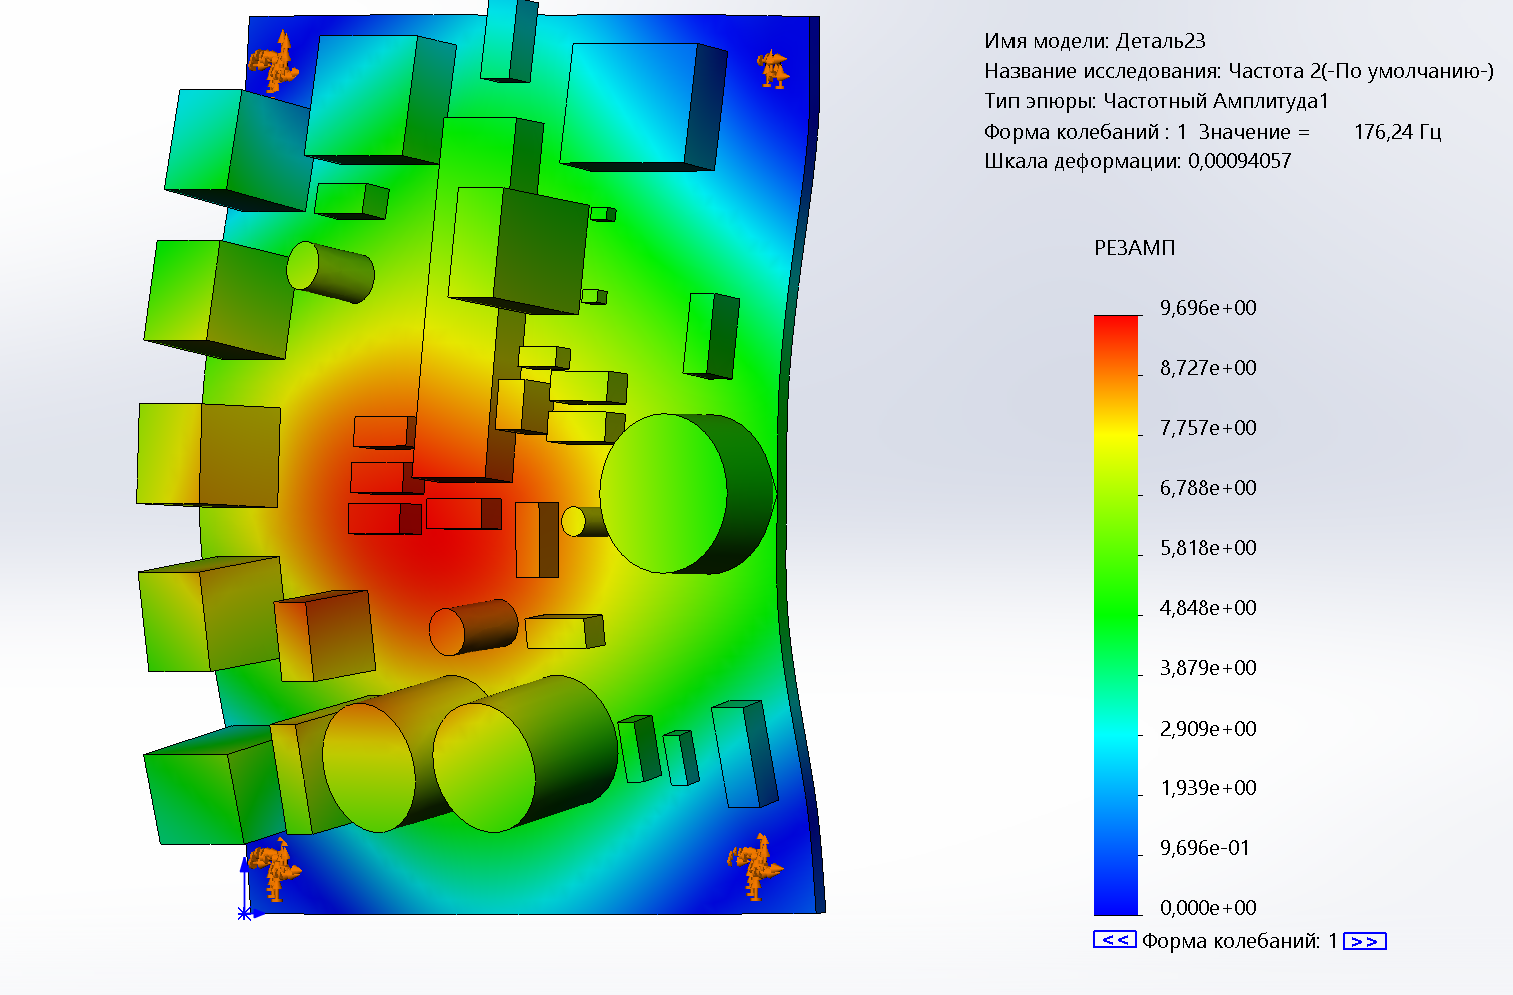 Имя модели: Деталь23
Название исследования: Частота 2(-По умолчанию-)
Тип эпюры: Частотный Амплитуда1
Форма колебаний : 1 Значение = 176,24 Гц
Шкала деформации: 0,00094057
РЕЗАМП
9,696e+00
8,727e+00
7,757e+00
6,788e+00
5,818e+00
4,848e+00
3,879e+00
2,909e+00
1,939e+00
9,696e-01
0,000e+00
<< Форма колебаний: 1 >>